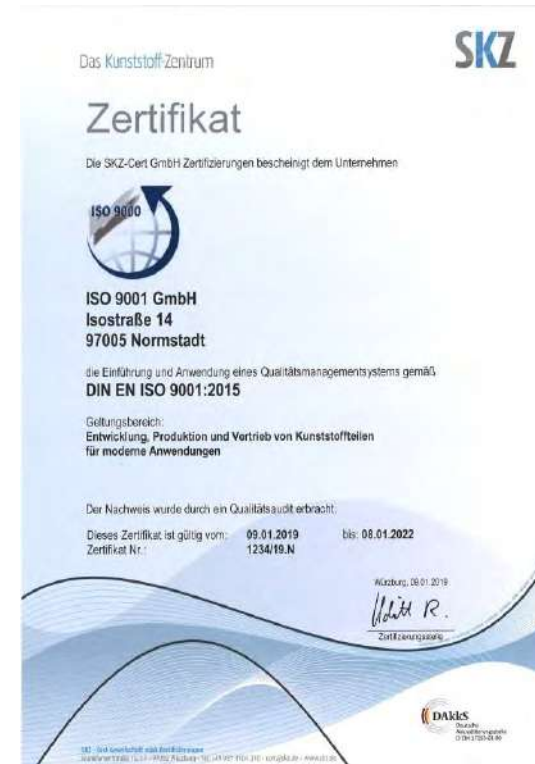 Das Kunststoff-Zentrum
SKZ
Zertifikat
Die SKZ-Cert GmbH Zertifizierungen bescheinigt dem Unternehmen
ISO 9000
ISO 9001 GmbH
Isostraße 14
97005 Normstadt
die Einführung und Anwendung eines Qualitätsmanagementsystems gemäß
DIN EN ISO 9001:2015
Geltungsbereich:
Entwicklung, Produktion und Vertrieb von Kunststoffteilen
für moderne Anwendungen
Der Nachweis wurde durch ein Qualitätsaudit erbracht.
Dieses Zertifikat ist gültig vom: 09.01.2019 bis: 08.01.2022
Zertifikat Nr.: 1234/19.N
Würzburg, 09.01.2019
R.
Zertifizierungsstelle
DAkkS
Deutsche
Akkreditierungsstelle